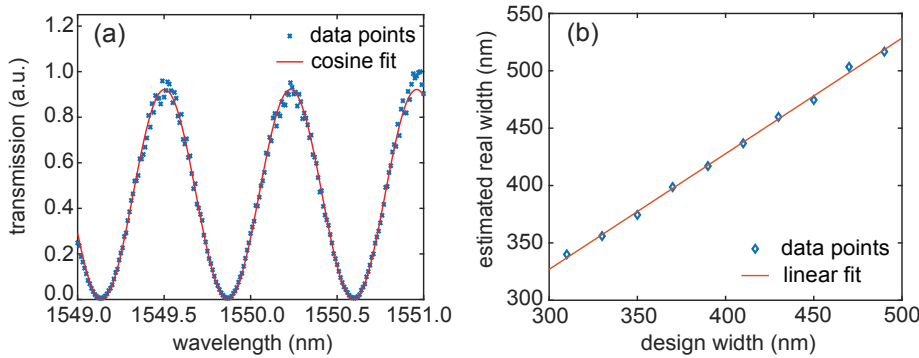 (a)
data points
cosine fit
transmission (a.u.)
1.2
1.0
0.8
0.6
0.4
0.2
0.0
1549.0
1549.5
1550.0
1550.5
1551.0
wavelength (nm)
(b)
estimated real width (nm)
550
500
450
400
350
300
data points
linear fit
300
350
400
450
500
design width (nm)